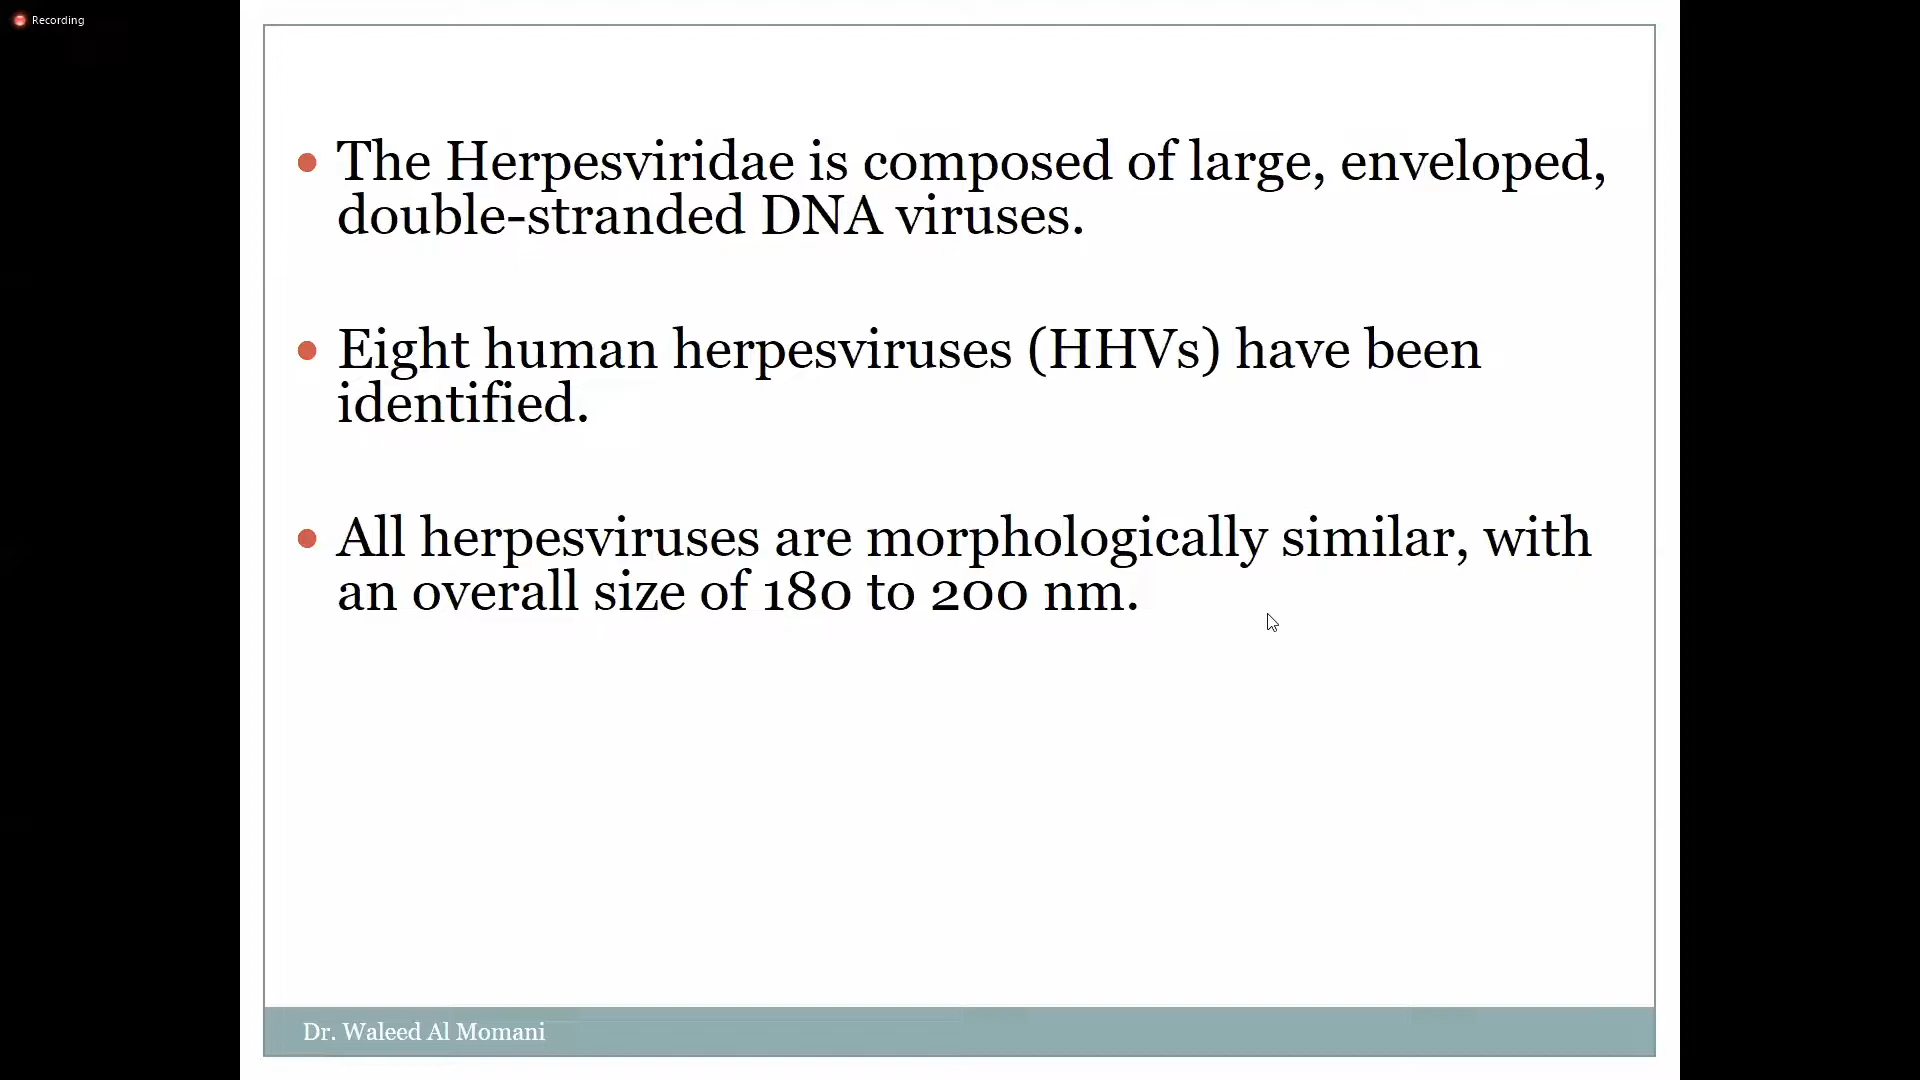 Recording
• The Herpesviridae is composed of large, enveloped,
double-stranded DNA viruses.
• Eight human herpesviruses (HHVs) have been
identified.
• All herpesviruses are morphologically similar, with
an overall size of 180 to 200 nm.
Dr. Waleed Al Momani